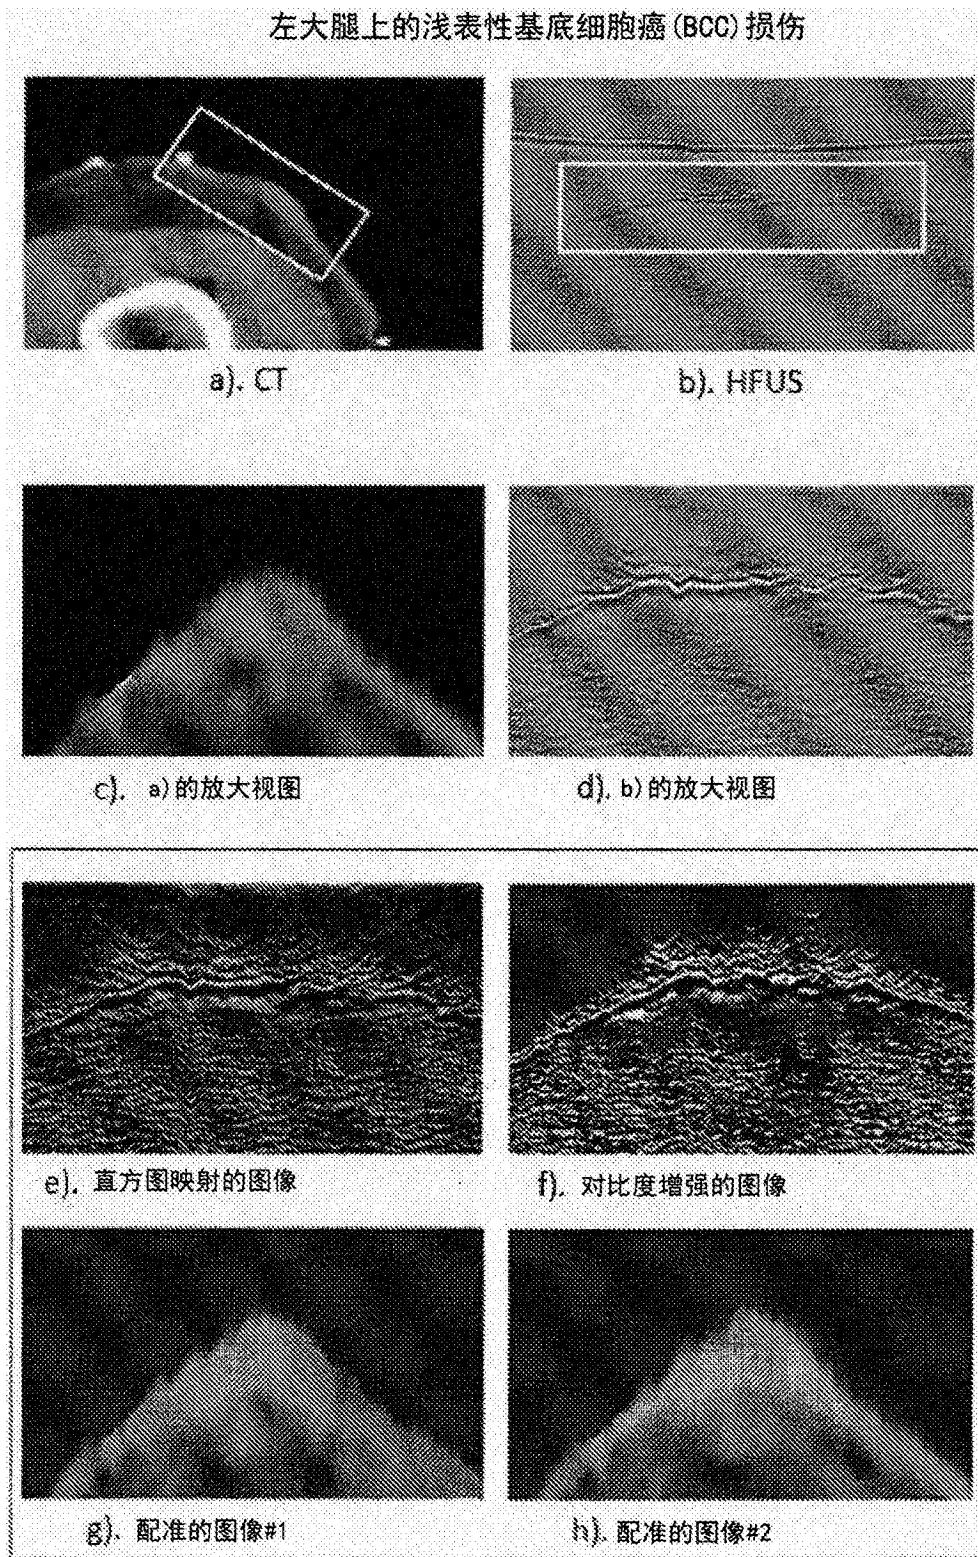 左大腿上的浅表性基底细胞癌(BCC)损伤
a). CT
b). HFUS
c). a)的放大视图
d). b)的放大视图
e). 直方图映射的图像
f). 对比度增强的图像
g). 配准的图像#1
h). 配准的图像#2